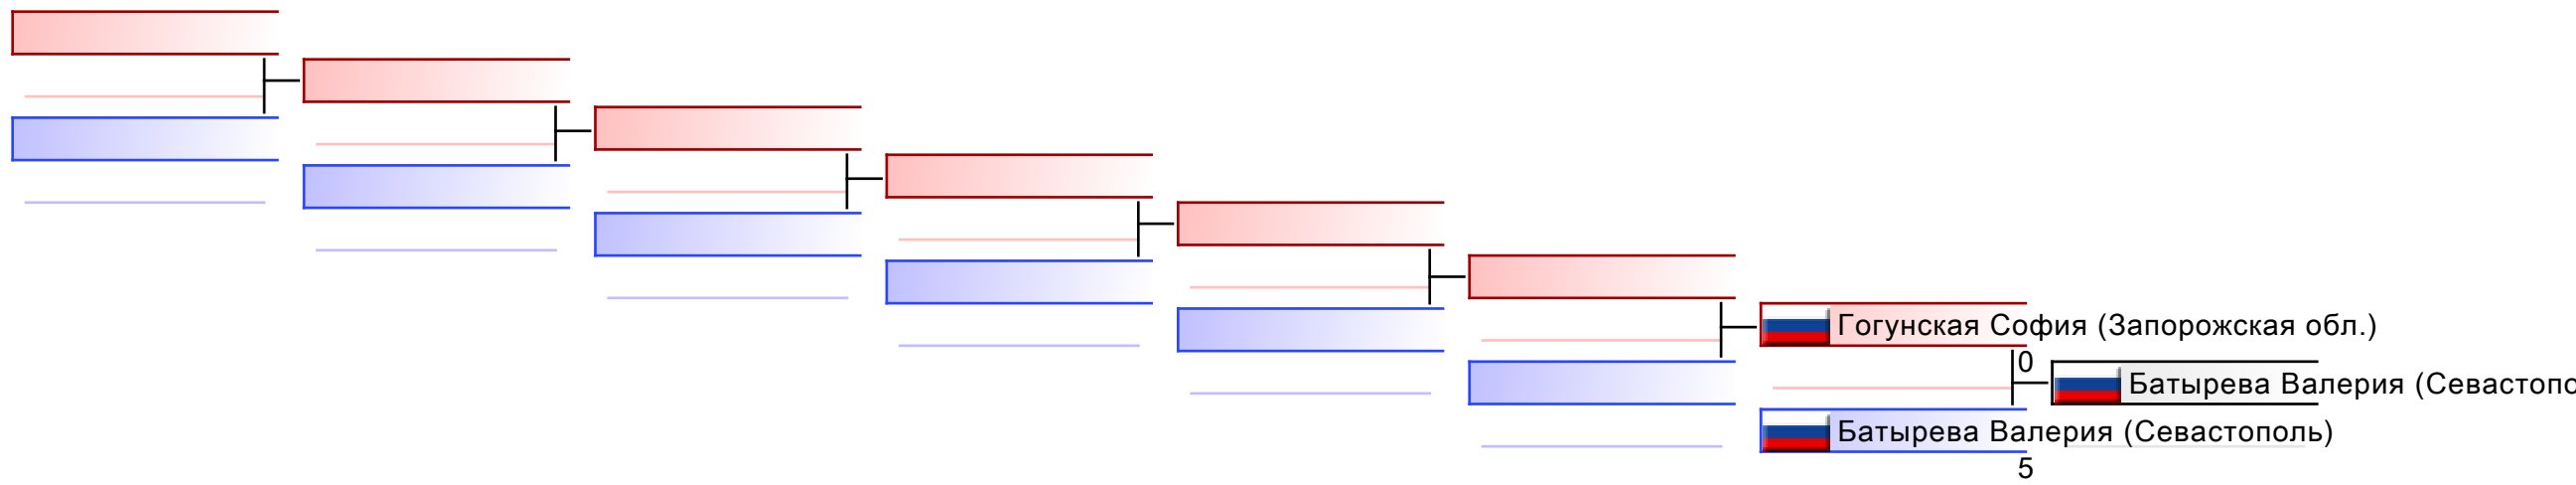 Гогунская София (Запорожская обл.)
0
Батырева Валерия (Севастопо
Батырева Валерия (Севастополь)
5